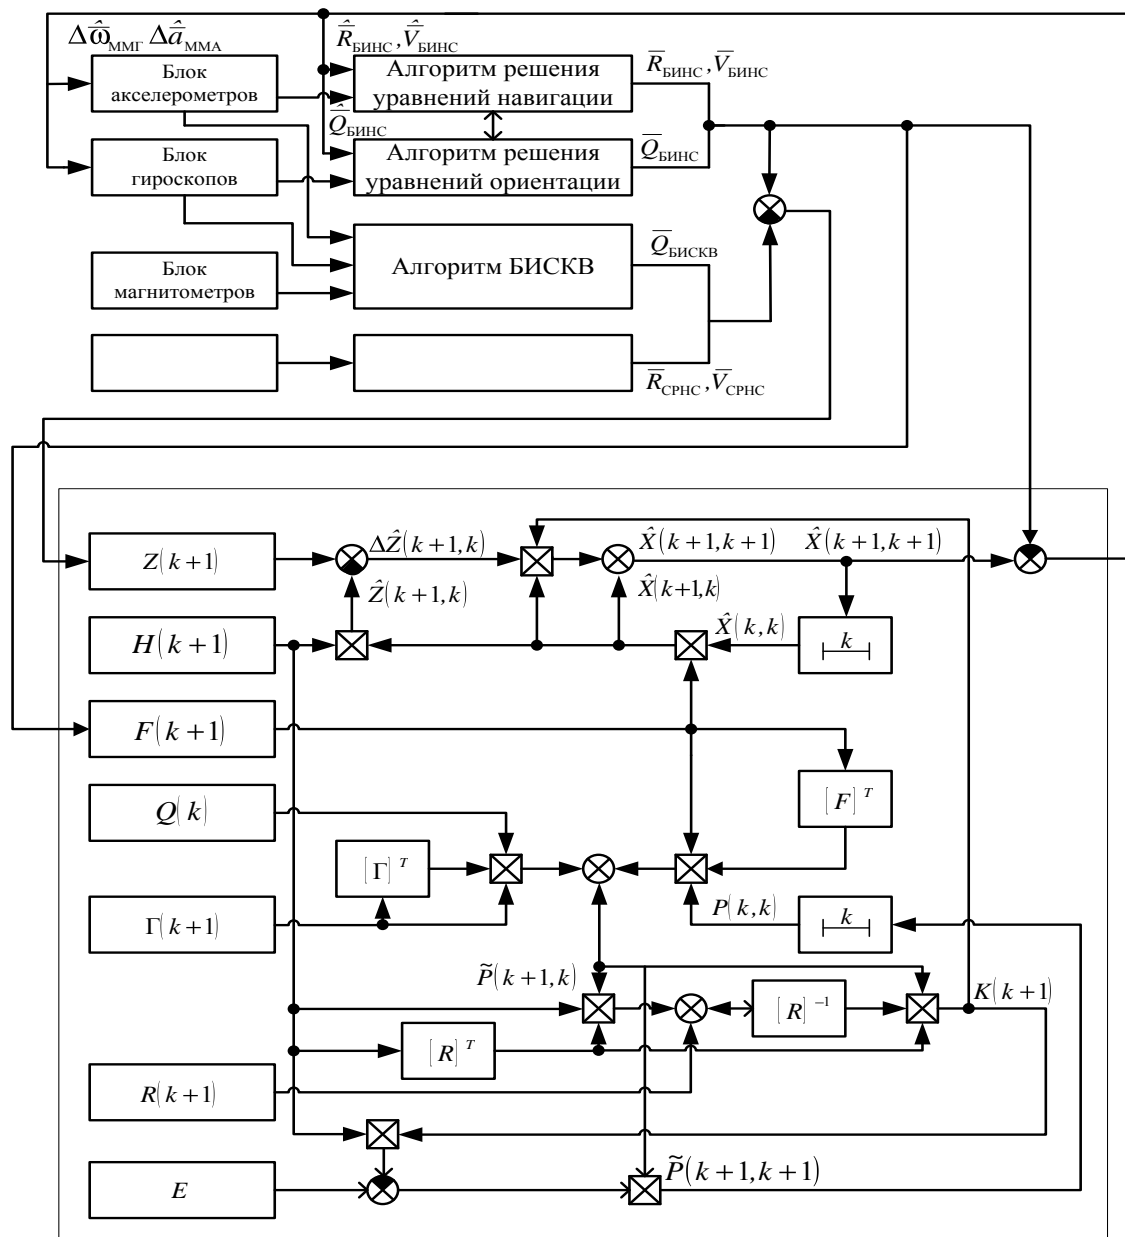 Δω̄̂ММГ Δā̂ММА
R̄̂БИНС, V̄̂БИНС
R̄БИНС, V̄БИНС
Блок
акселерометров
Алгоритм решения
уравнений навигации
Q̄̂БИНС
Q̄БИНС
Блок
гироскопов
Алгоритм решения
уравнений ориентации
Блок
магнитометров
Алгоритм БИСКВ
Q̄БИСКВ
R̄СРНС, V̄СРНС
Z(k+1)
ΔẐ(k+1,k)
X̂(k+1,k+1)
X̂(k+1,k+1)
Ẑ(k+1,k)
X̂(k+1,k)
H(k+1)
X̂(k,k)
k
F(k+1)
Q(k)
[F]ᵀ
[Γ]ᵀ
Γ(k+1)
P(k,k)
k
P̃(k+1,k)
[R]⁻¹
K(k+1)
[R]ᵀ
R(k+1)
E
P̃(k+1,k+1)